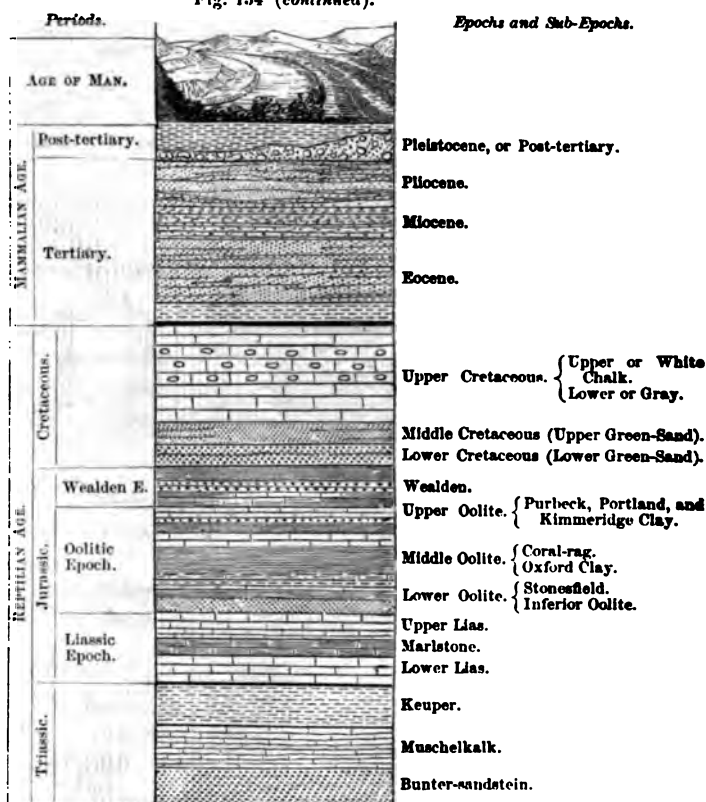 Fig. 154 (continued).
Periods.
Epochs and Sub-Epochs.
AGE OF MAN.
MAMMALIAN AGE.
Post-tertiary.
Pleistocene, or Post-tertiary.
Tertiary.
Pliocene.
Miocene.
Eocene.
REPTILIAN AGE.
Cretaceous.
Upper Cretaceous. { Upper or White
Chalk.
Lower or Gray.
Middle Cretaceous (Upper Green-Sand).
Lower Cretaceous (Lower Green-Sand).
Jurassic.
Wealden E.
Wealden.
Oolitic
Epoch.
Upper Oolite. { Purbeck, Portland, and
Kimmeridge Clay.
Middle Oolite. { Coral-rag.
Oxford Clay.
Lower Oolite. { Stonesfield.
Inferior Oolite.
Liassic
Epoch.
Upper Lias.
Marlstone.
Lower Lias.
Triassic.
Keuper.
Muschelkalk.
Bunter-sandstein.